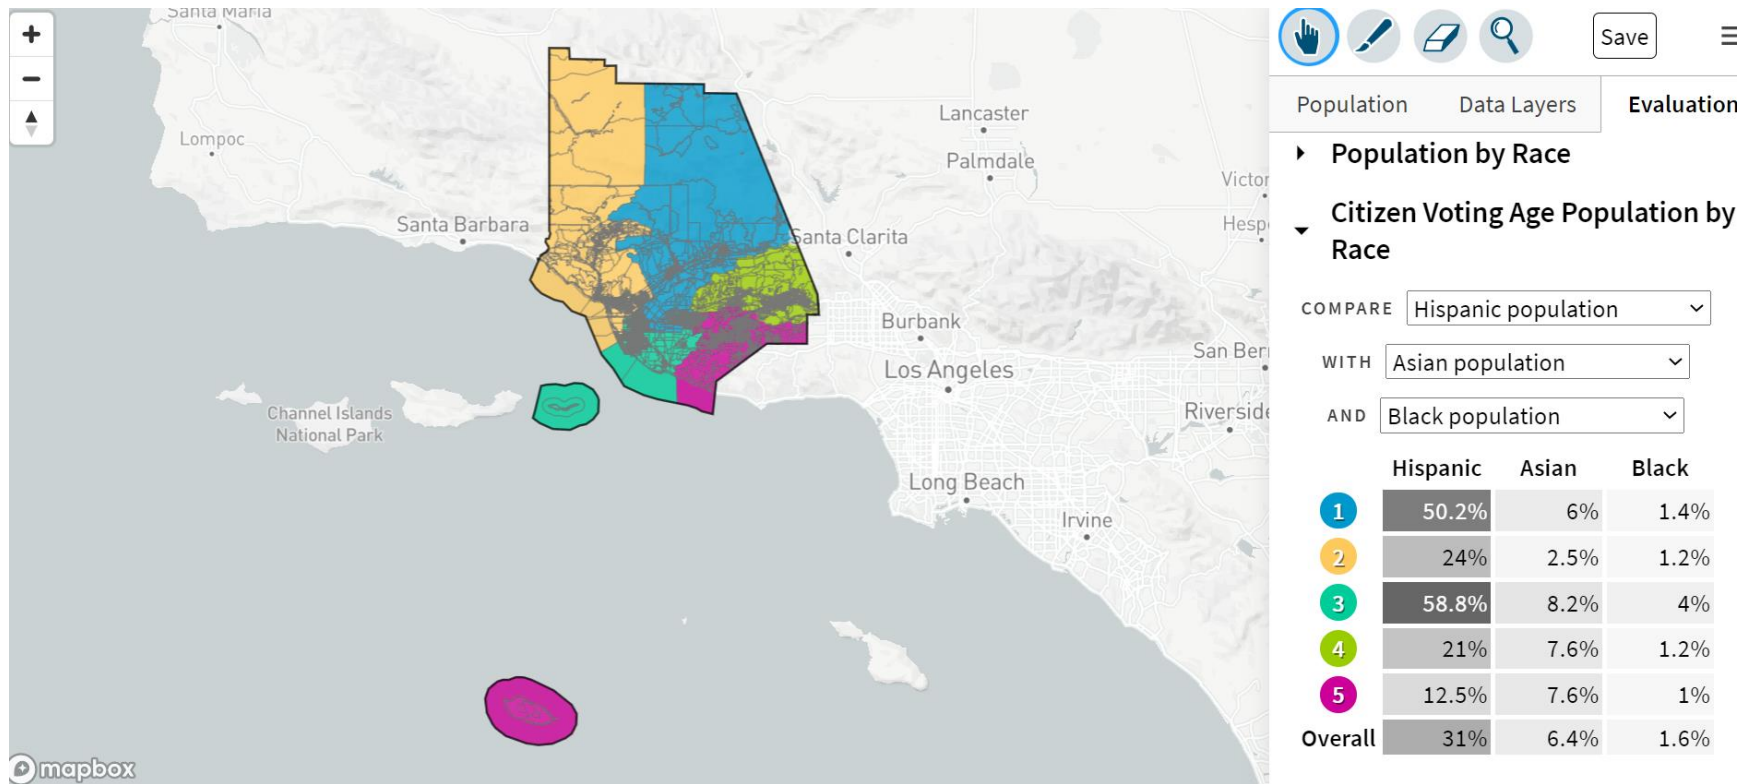 Santa Maria
Lompoc
Santa Barbara
Lancaster
Palmdale
Victor
Hesp
Santa Clarita
Burbank
San Ber
Los Angeles
Riverside
Channel Islands
National Park
Long Beach
Irvine
mapbox
Save
Population Data Layers Evaluation
Population by Race
Citizen Voting Age Population by
Race
COMPARE Hispanic population
WITH Asian population
AND Black population
Hispanic Asian Black
1 50.2% 6% 1.4%
2 24% 2.5% 1.2%
3 58.8% 8.2% 4%
4 21% 7.6% 1.2%
5 12.5% 7.6% 1%
Overall 31% 6.4% 1.6%